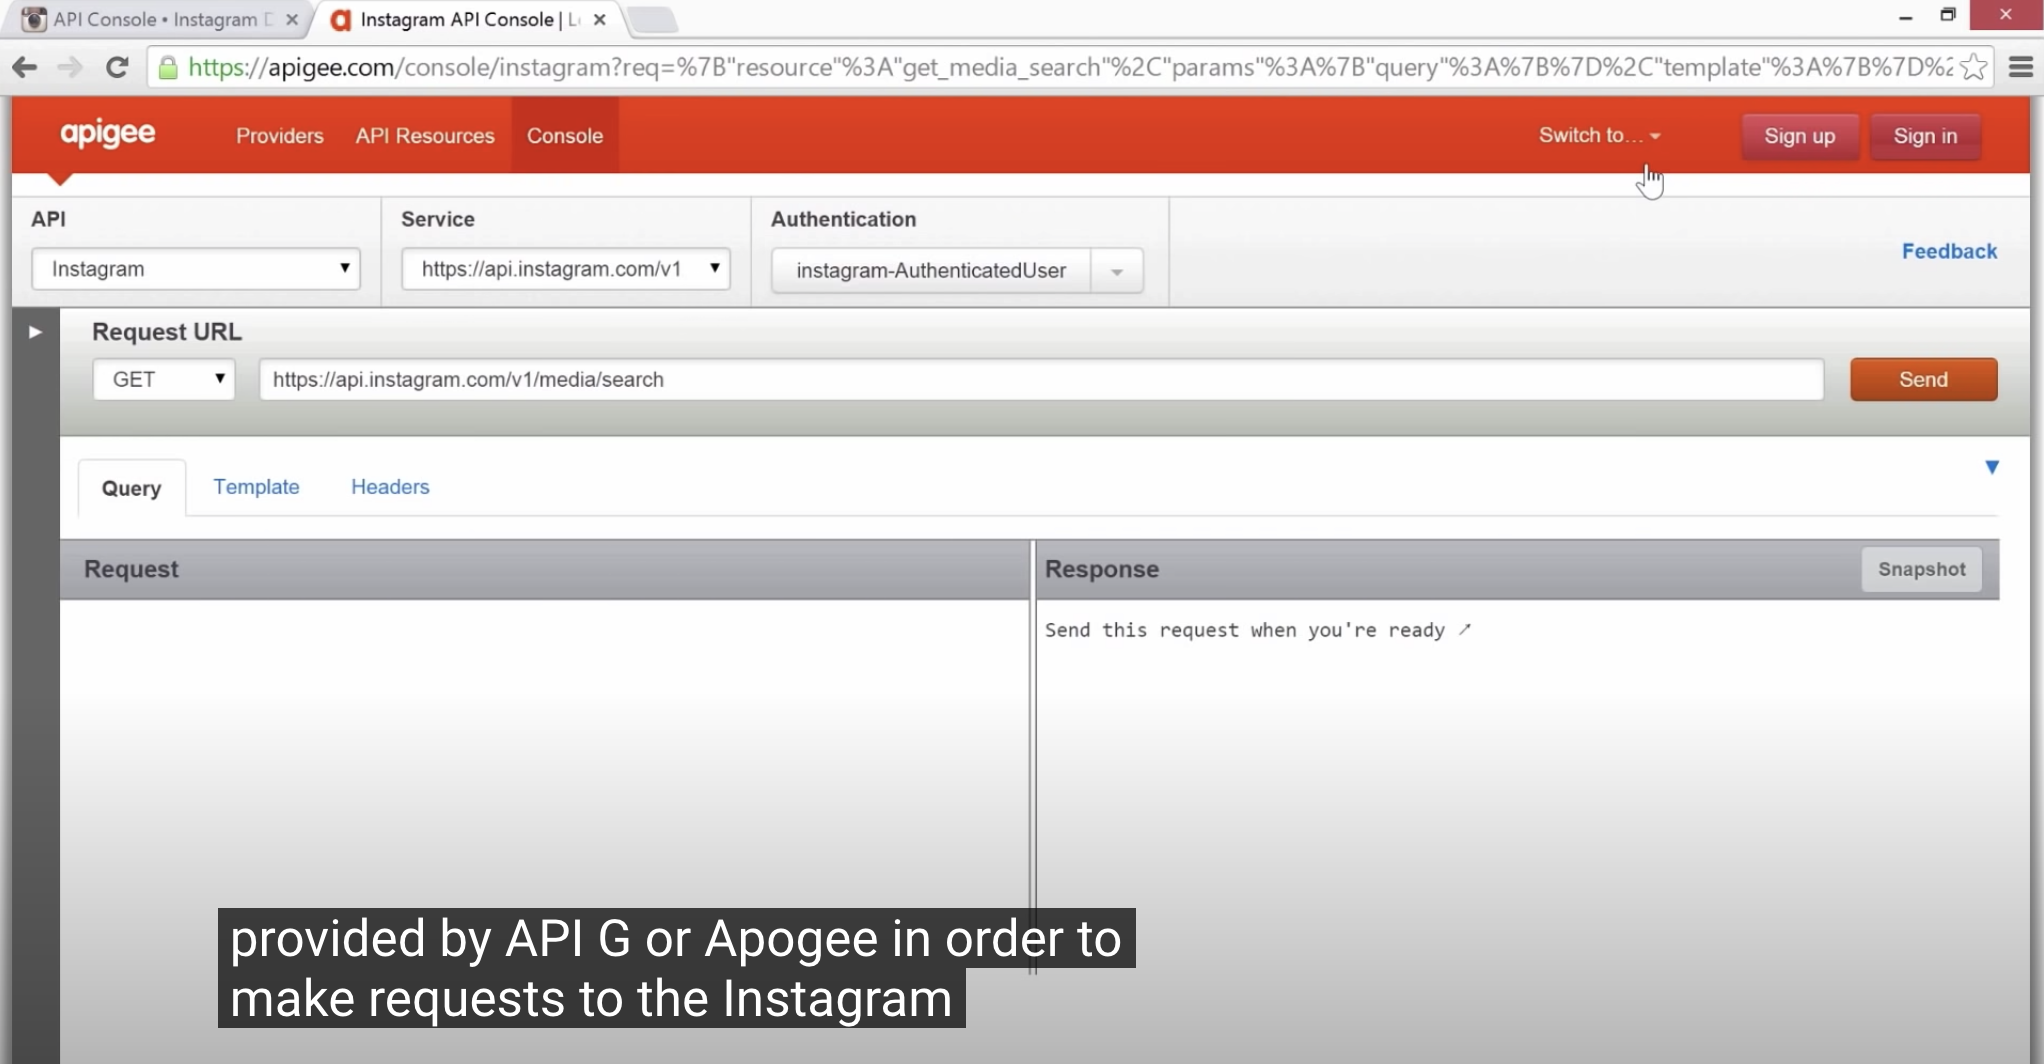 API Console • Instagram D
Instagram API Console | L
https://apigee.com/console/instagram?req=%7B"resource"%3A"get_media_search"%2C"params"%3A%7B"query"%3A%7B%7D%2C"template"%3A%7B%7D%2
apigee
Providers
API Resources
Console
Switch to...
Sign up
Sign in
API
Service
Authentication
Instagram
https://api.instagram.com/v1
instagram-AuthenticatedUser
Feedback
Request URL
GET
https://api.instagram.com/v1/media/search
Send
Query
Template
Headers
Request
Response
Snapshot
Send this request when you're ready ↗
provided by API G or Apogee in order to
make requests to the Instagram